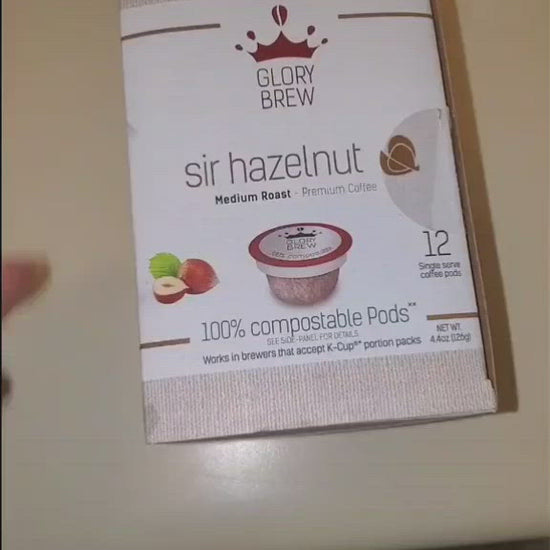 GLORY
BREW
sir hazelnut
Medium Roast - Premium Coffee
GLORY
BREW
12
Single serve
coffee pods
100% compostable Pods**
SEE SIDE-PANEL FOR DETAILS
Works in brewers that accept K-Cup®* portion packs
NET WT.
4.4oz (126g)